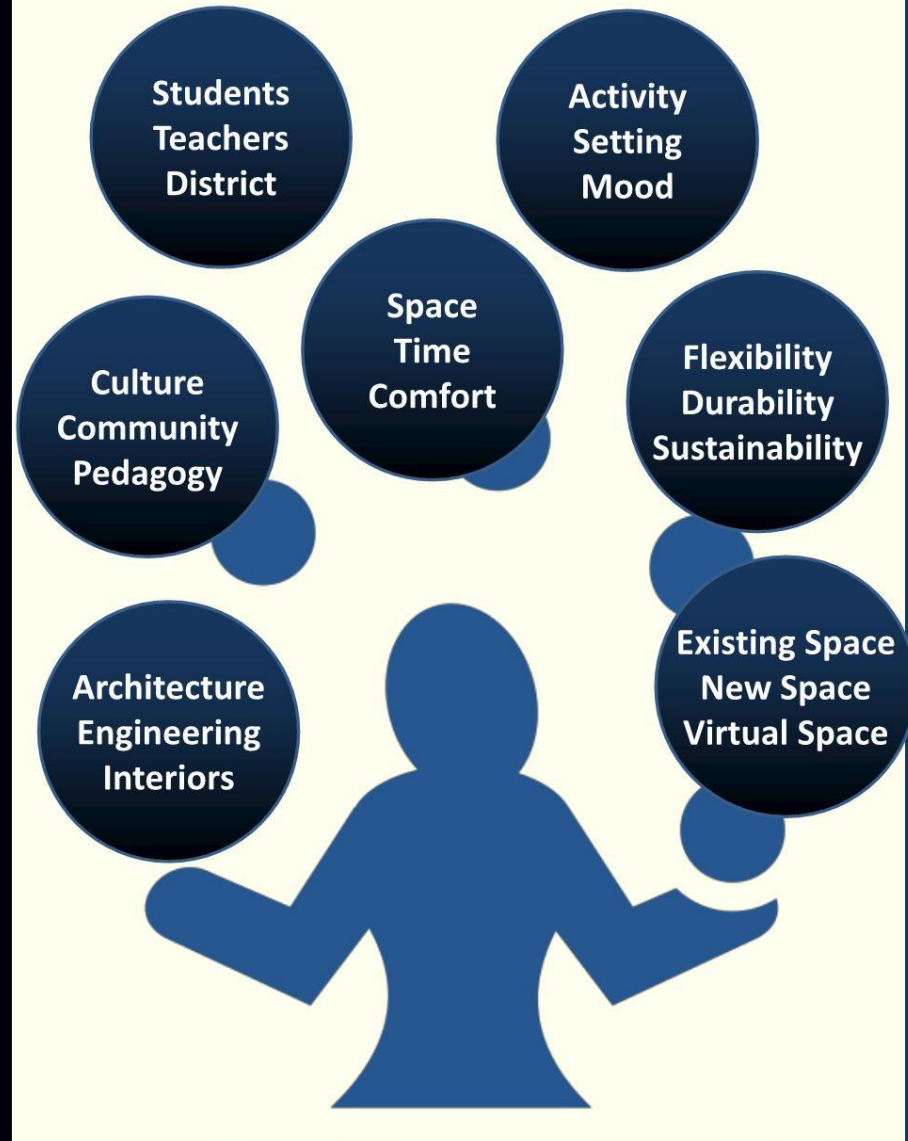 Students
Teachers
District
Activity
Setting
Mood
Space
Time
Comfort
Culture
Community
Pedagogy
Flexibility
Durability
Sustainability
Architecture
Engineering
Interiors
Existing Space
New Space
Virtual Space